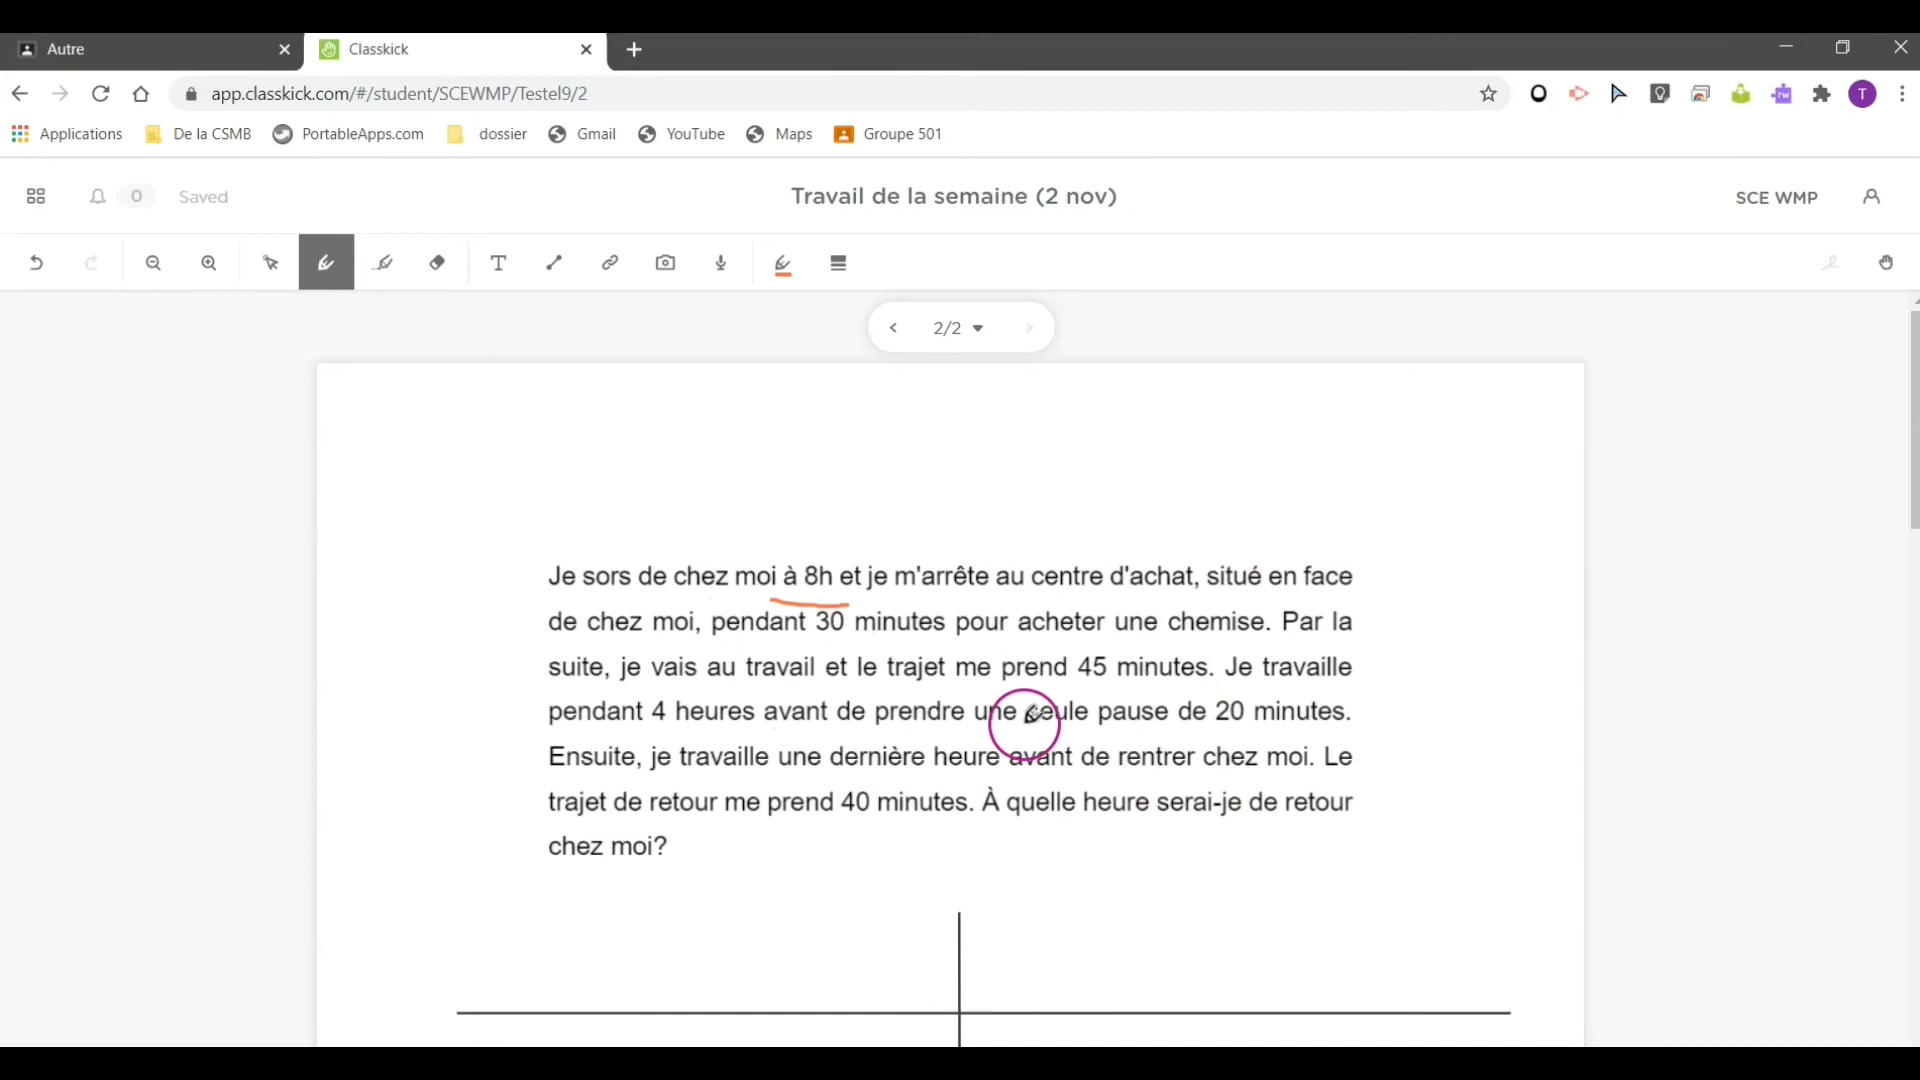 Autre
Classkick
app.classkick.com/#/student/SCEWMP/Testel9/2
T
Applications
De la CSMB
PortableApps.com
dossier
Gmail
YouTube
Maps
Groupe 501
0
Saved
Travail de la semaine (2 nov)
SCE WMP
2/2
Je sors de chez moi à 8h et je m'arrête au centre d'achat, situé en face
de chez moi, pendant 30 minutes pour acheter une chemise. Par la
suite, je vais au travail et le trajet me prend 45 minutes. Je travaille
pendant 4 heures avant de prendre une seule pause de 20 minutes.
Ensuite, je travaille une dernière heure avant de rentrer chez moi. Le
trajet de retour me prend 40 minutes. À quelle heure serai-je de retour
chez moi?